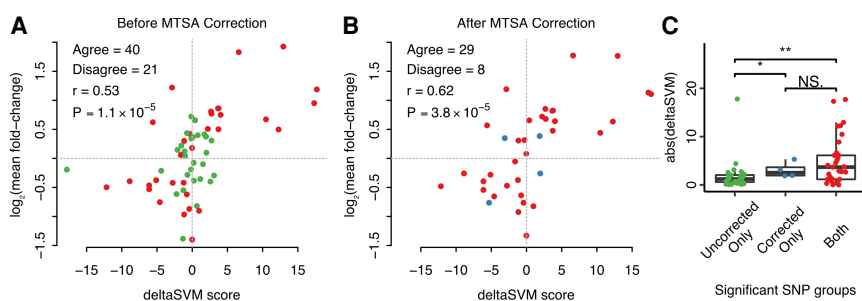 A
Before MTSA Correction
Agree = 40
Disagree = 21
r = 0.53
P = 1.1 × 10⁻⁵
log₂(mean fold−change)
1.5
0.5
−0.5
−1.5
−15 −10 −5 0 5 10 15
deltaSVM score
B
After MTSA Correction
Agree = 29
Disagree = 8
r = 0.62
P = 3.8 × 10⁻⁵
log₂(mean fold−change)
1.5
0.5
−0.5
−1.5
−15 −10 −5 0 5 10 15
deltaSVM score
C
**
*
NS.
abs(deltaSVM)
20
10
0
Uncorrected Only
Corrected Only
Both
Significant SNP groups